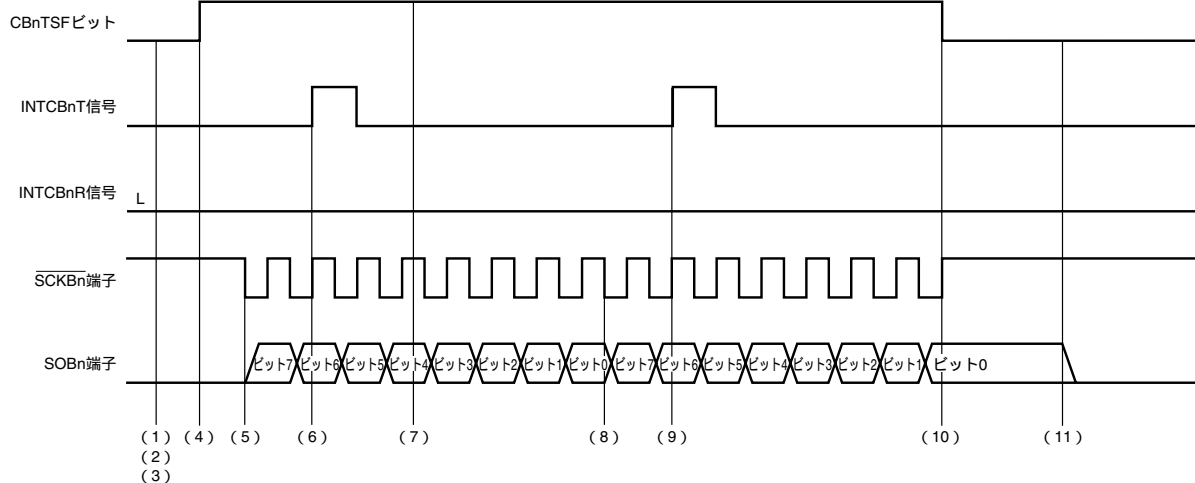 CBnTSFビット
INTCBnT信号
INTCBnR信号
L
SCKBn端子
SOBn端子
ビット7 ビット6 ビット5 ビット4 ビット3 ビット2 ビット1 ビット0 ビット7 ビット6 ビット5 ビット4 ビット3 ビット2 ビット1 ビット0
（1） （4） （5） （6） （7） （8） （9） （10） （11）
（2）
（3）